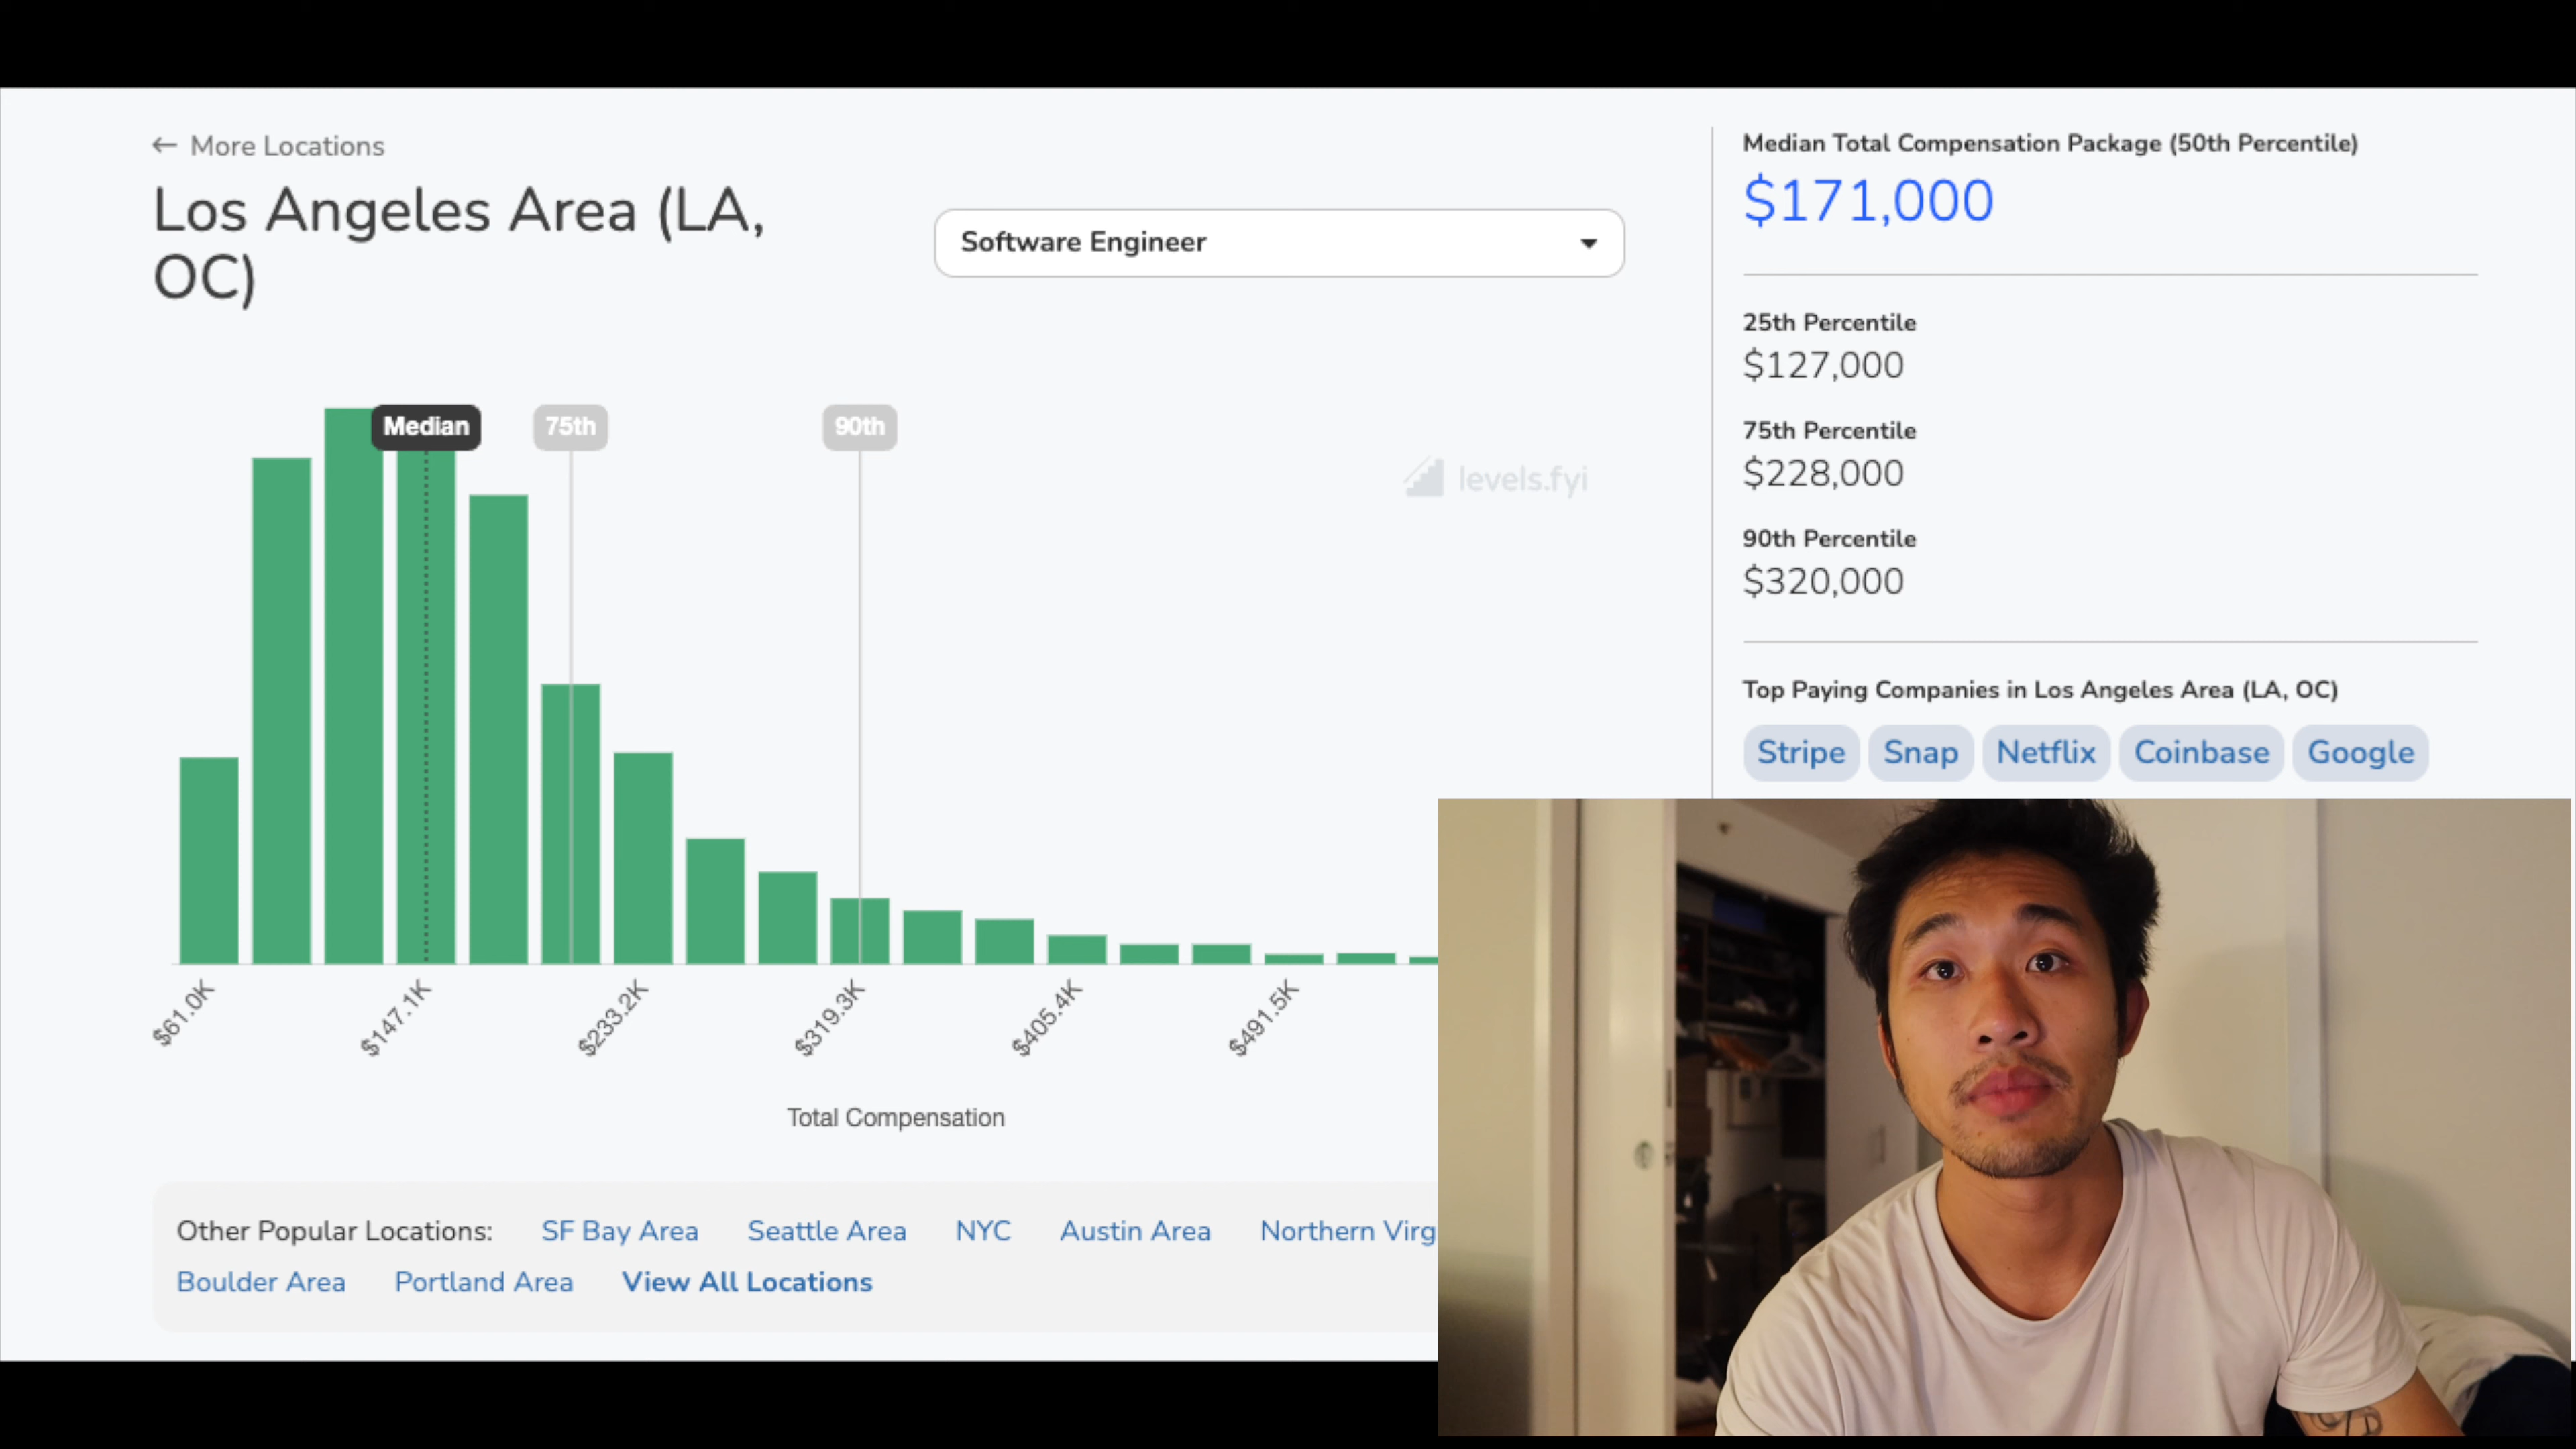 ← More Locations
Los Angeles Area (LA,
OC)
Software Engineer
Median
75th
90th
levels.fyi
$61.0K
$147.1K
$233.2K
$319.3K
$405.4K
$491.5K
Total Compensation
Other Popular Locations:
SF Bay Area
Seattle Area
NYC
Austin Area
Northern Virg
Boulder Area
Portland Area
View All Locations
Median Total Compensation Package (50th Percentile)
$171,000
25th Percentile
$127,000
75th Percentile
$228,000
90th Percentile
$320,000
Top Paying Companies in Los Angeles Area (LA, OC)
Stripe
Snap
Netflix
Coinbase
Google